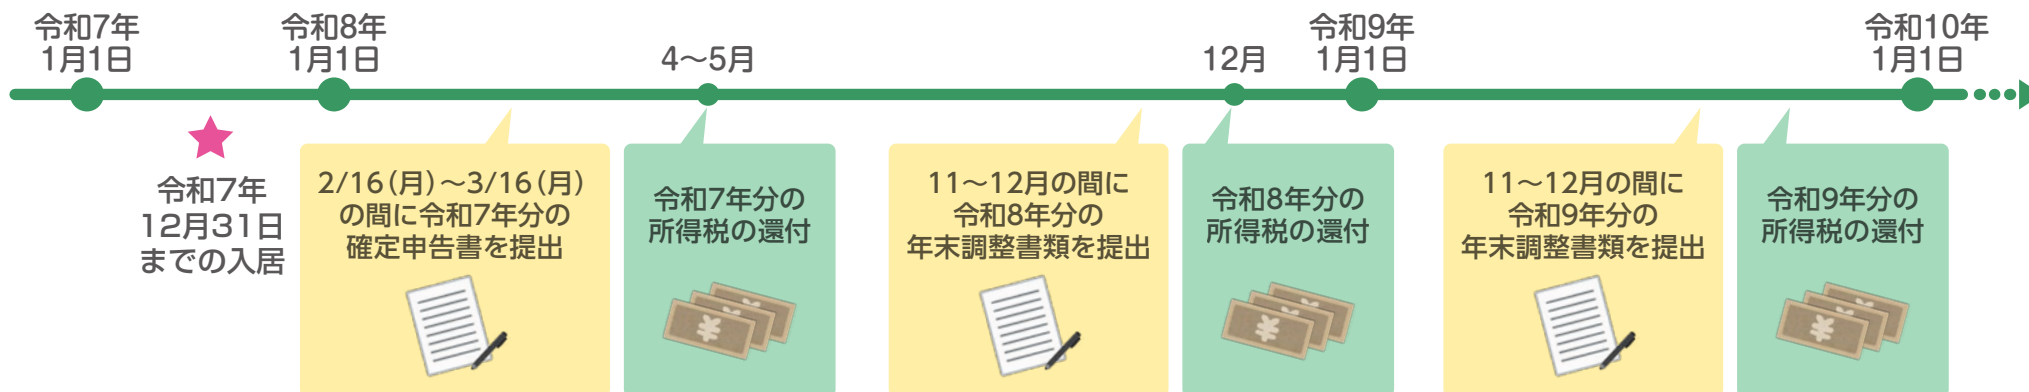 令和7年
1月1日
令和8年
1月1日
4〜5月
12月
令和9年
1月1日
令和10年
1月1日
令和7年
12月31日
までの入居
2/16(月)〜3/16(月)
の間に令和7年分の
確定申告書を提出
令和7年分の
所得税の還付
11〜12月の間に
令和8年分の
年末調整書類を提出
令和8年分の
所得税の還付
11〜12月の間に
令和9年分の
年末調整書類を提出
令和9年分の
所得税の還付
¥
¥
¥